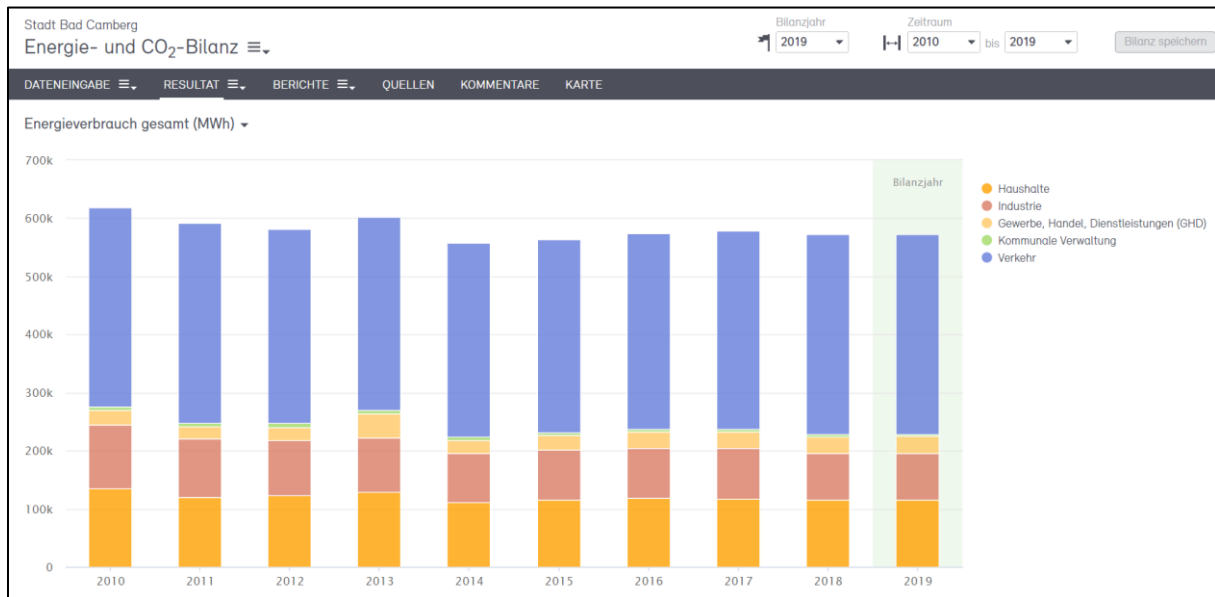 Stadt Bad Camberg
Energie- und CO₂-Bilanz
Bilanzjahr
2019
Zeitraum
2010 bis 2019
Bilanz speichern
DATENEINGABE RESULTAT BERICHTE QUELLEN KOMMENTARE KARTE
Energieverbrauch gesamt (MWh)
700k
600k
500k
400k
300k
200k
100k
0
2010 2011 2012 2013 2014 2015 2016 2017 2018 2019
Bilanzjahr
Haushalte
Industrie
Gewerbe, Handel, Dienstleistungen (GHD)
Kommunale Verwaltung
Verkehr